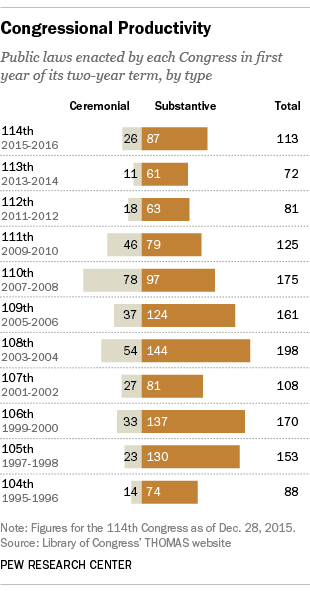 Congressional Productivity
Public laws enacted by each Congress in first
year of its two-year term, by type
Ceremonial Substantive Total
114th
2015-2016 26 87 113
113th
2013-2014 11 61 72
112th
2011-2012 18 63 81
111th
2009-2010 46 79 125
110th
2007-2008 78 97 175
109th
2005-2006 37 124 161
108th
2003-2004 54 144 198
107th
2001-2002 27 81 108
106th
1999-2000 33 137 170
105th
1997-1998 23 130 153
104th
1995-1996 14 74 88
Note: Figures for the 114th Congress as of Dec. 28, 2015.
Source: Library of Congress' THOMAS website
PEW RESEARCH CENTER